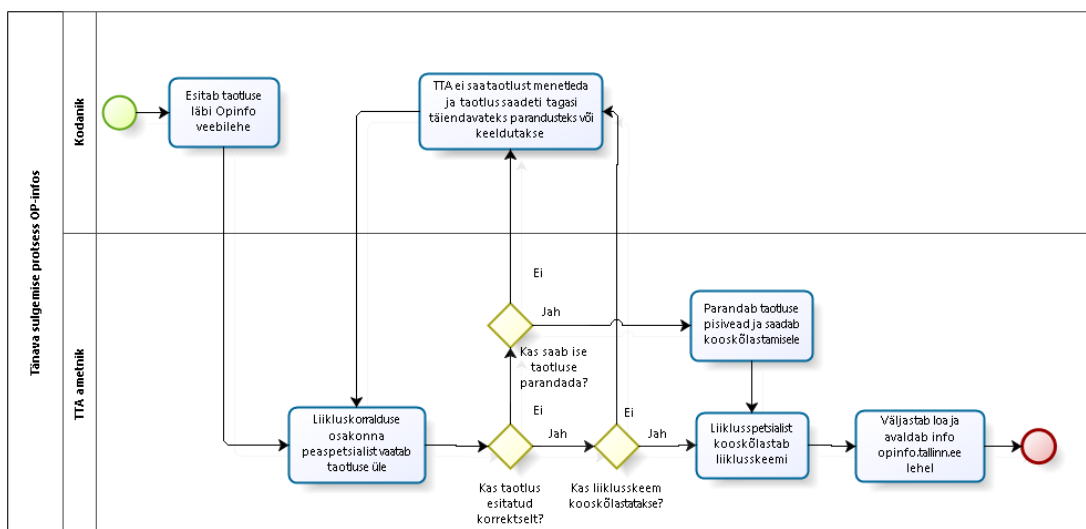 Tänava sulgemise protsess OP-infos
Kodanik
Esitab taotluse
läbi Opinfo
veebilehe
TTA ei saa taotlust menetleda
ja taotlus saadeti tagasi
täiendavateks parandusteks või
keeldutakse
TTA ametnik
Ei
Jah
Kas saab ise
taotluse
parandada?
Parandab taotluse
pisivead ja saadab
kooskõlastamisele
Liikluskorralduse
osakonna
peaspetsialist vaatab
taotluse üle
Ei
Jah
Kas taotlus
esitatud
korrektselt?
Ei
Jah
Kas liiklusskeem
kooskõlastatakse?
Liiklusspetsialist
kooskõlastab
liiklusskeemi
Väljastab loa ja
avaldab info
opinfo.tallinn.ee
lehel